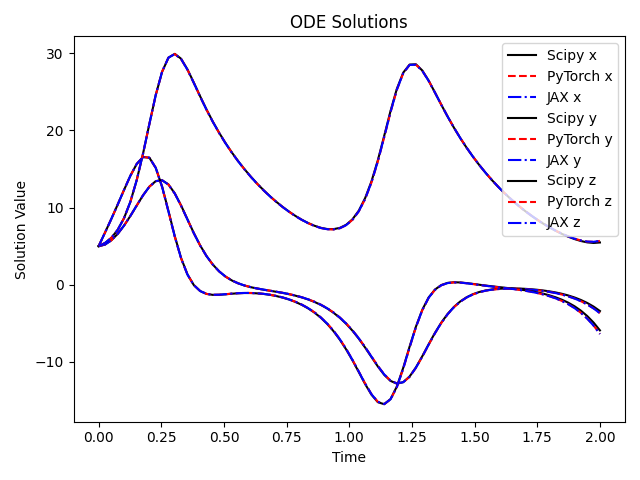 ODE Solutions
Solution Value
30
20
10
0
−10
Scipy x
PyTorch x
JAX x
Scipy y
PyTorch y
JAX y
Scipy z
PyTorch z
JAX z
0.00 0.25 0.50 0.75 1.00 1.25 1.50 1.75 2.00
Time